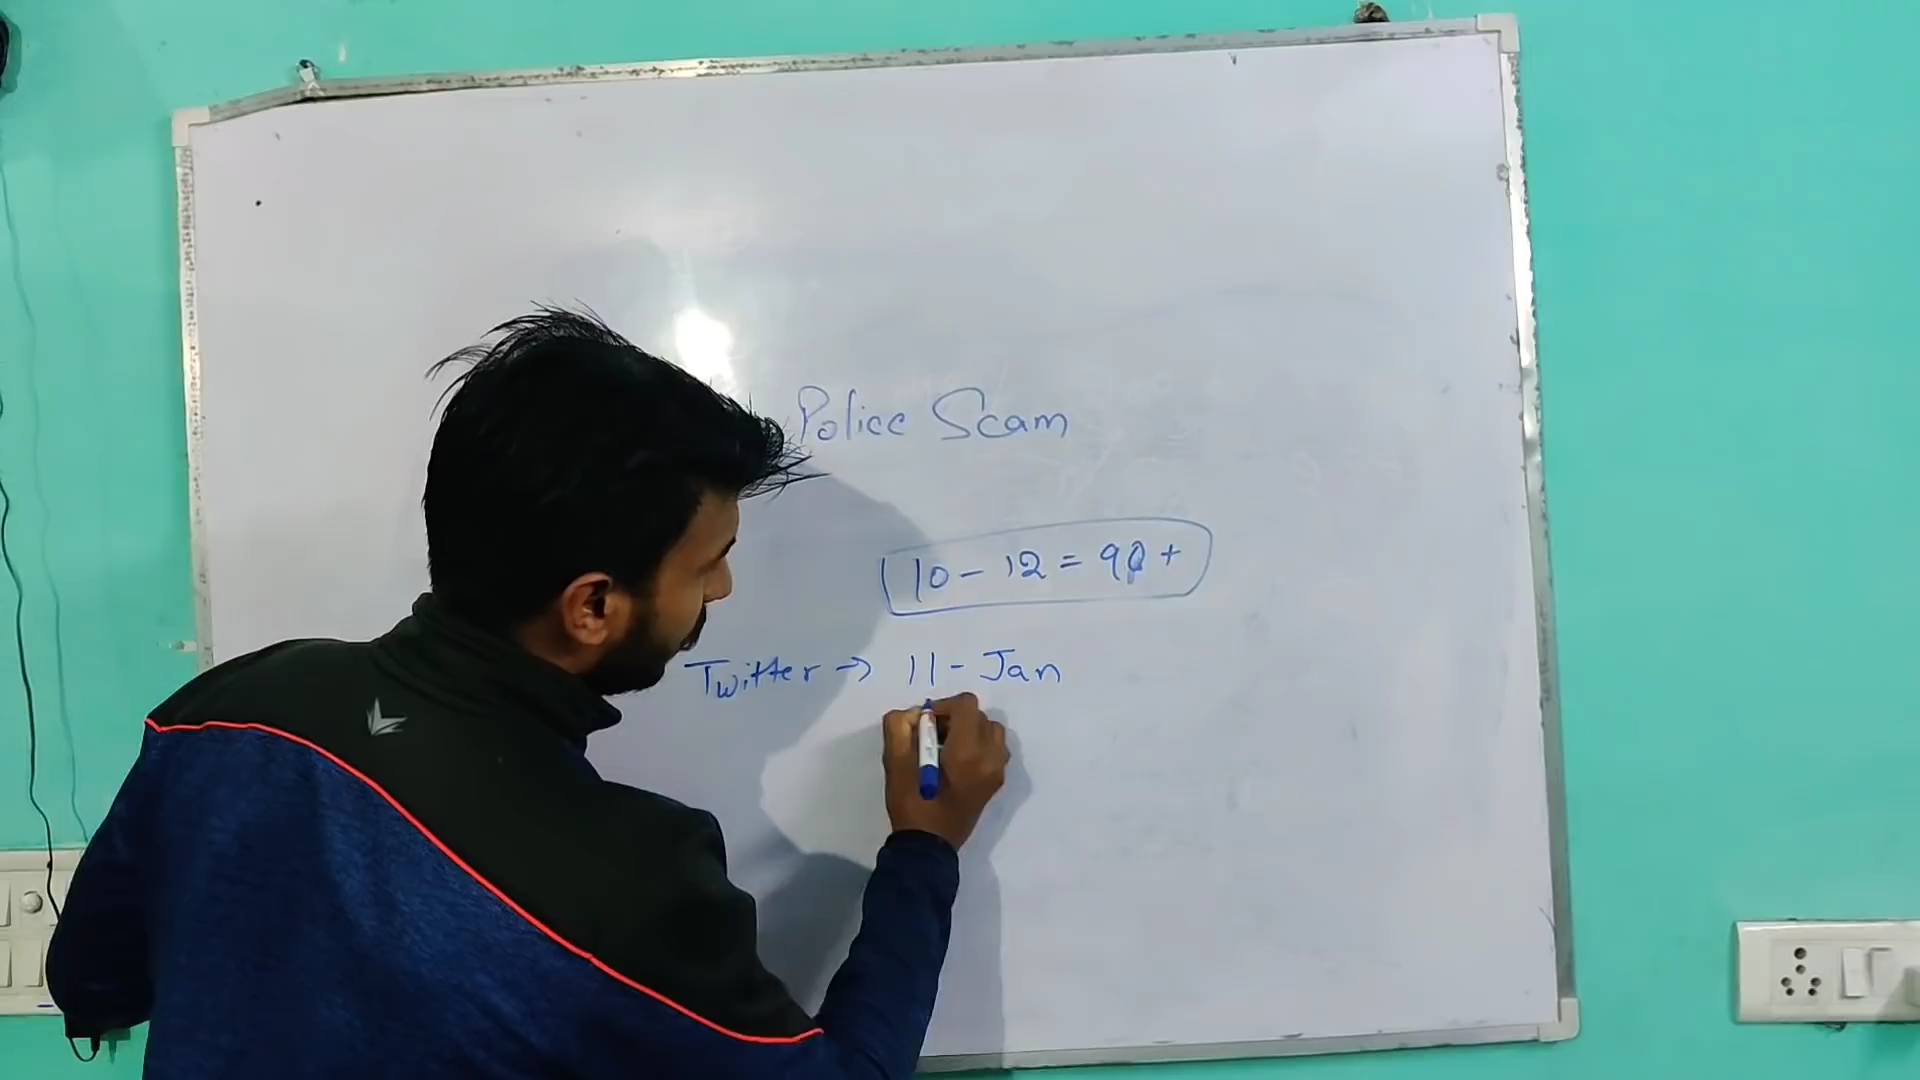 Police Scam
10 - 12 = 90 +
Twitter → 11 - Jan